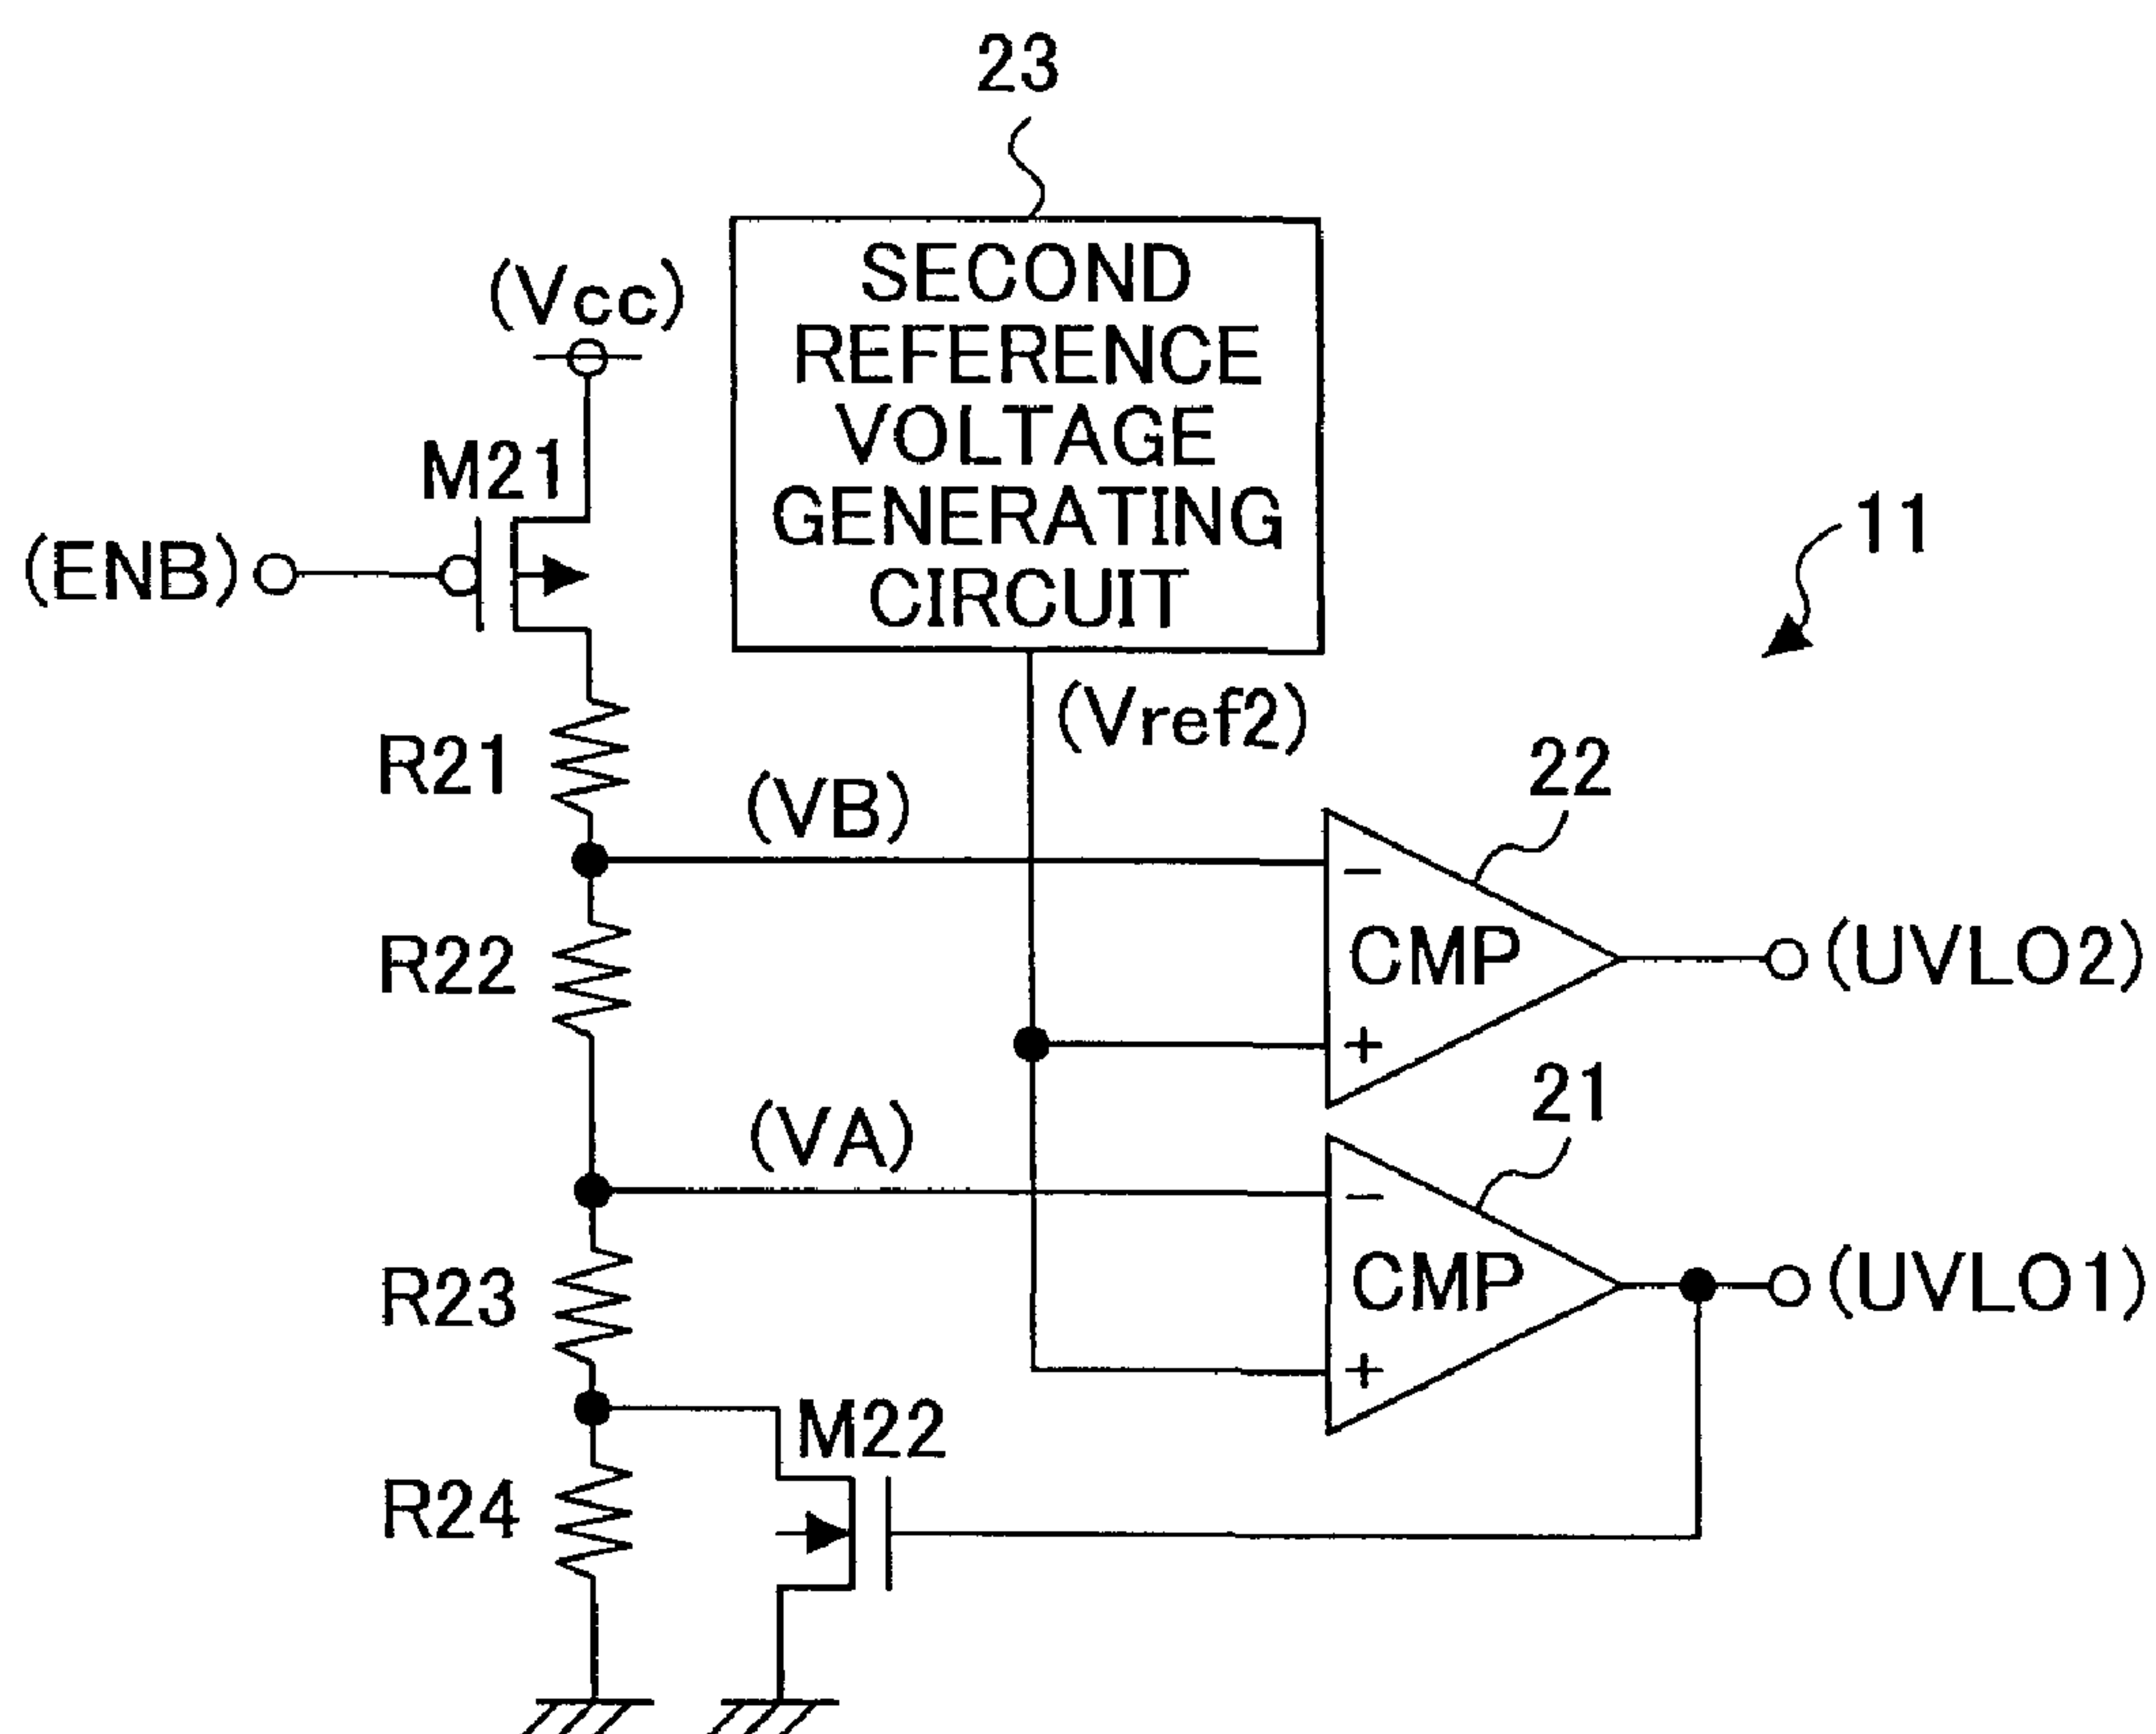 23
SECOND
REFERENCE
VOLTAGE
GENERATING
CIRCUIT
(Vcc)
M21
(ENB)
11
(Vref2)
R21
(VB)
22
−
CMP
+
(UVLO2)
R22
21
(VA)
−
CMP
+
(UVLO1)
R23
M22
R24